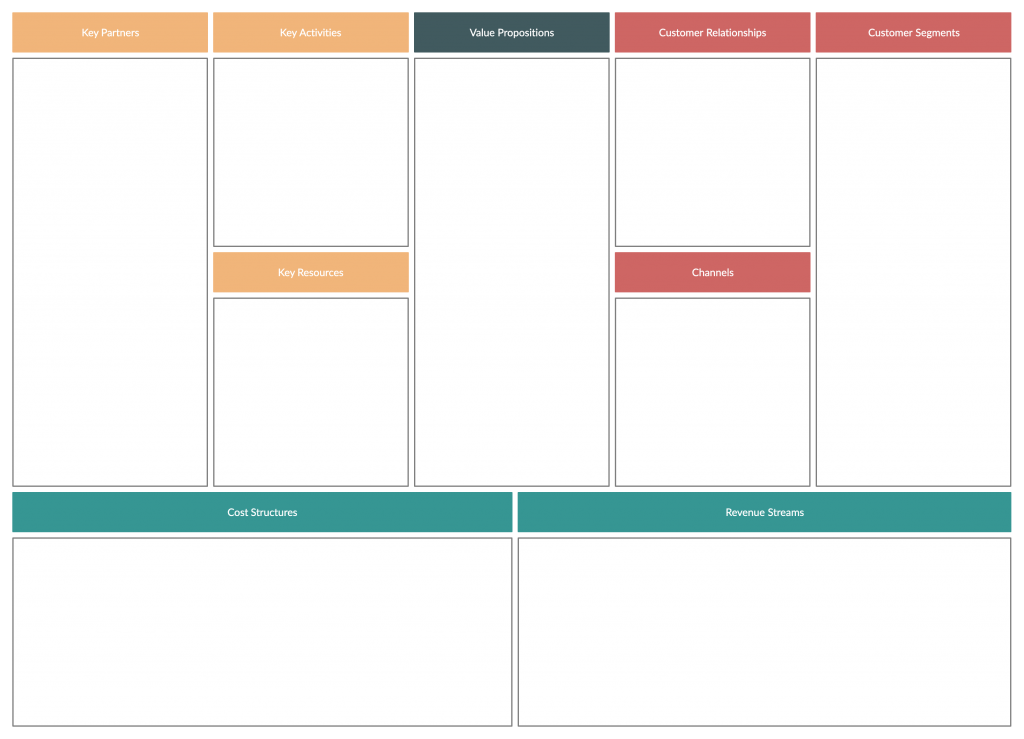 Key Partners
Key Activities
Value Propositions
Customer Relationships
Customer Segments
Key Resources
Channels
Cost Structures
Revenue Streams